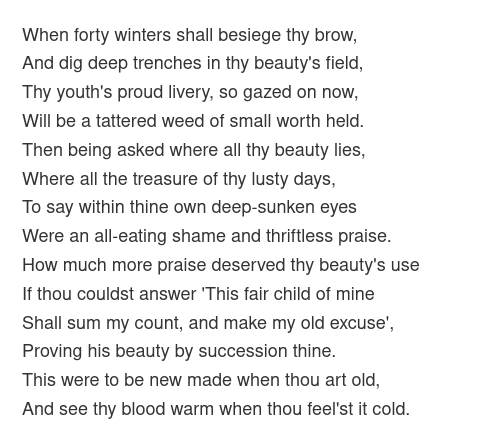 When forty winters shall besiege thy brow,
And dig deep trenches in thy beauty's field,
Thy youth's proud livery, so gazed on now,
Will be a tattered weed of small worth held.
Then being asked where all thy beauty lies,
Where all the treasure of thy lusty days,
To say within thine own deep-sunken eyes
Were an all-eating shame and thriftless praise.
How much more praise deserved thy beauty's use
If thou couldst answer 'This fair child of mine
Shall sum my count, and make my old excuse',
Proving his beauty by succession thine.
This were to be new made when thou art old,
And see thy blood warm when thou feel'st it cold.